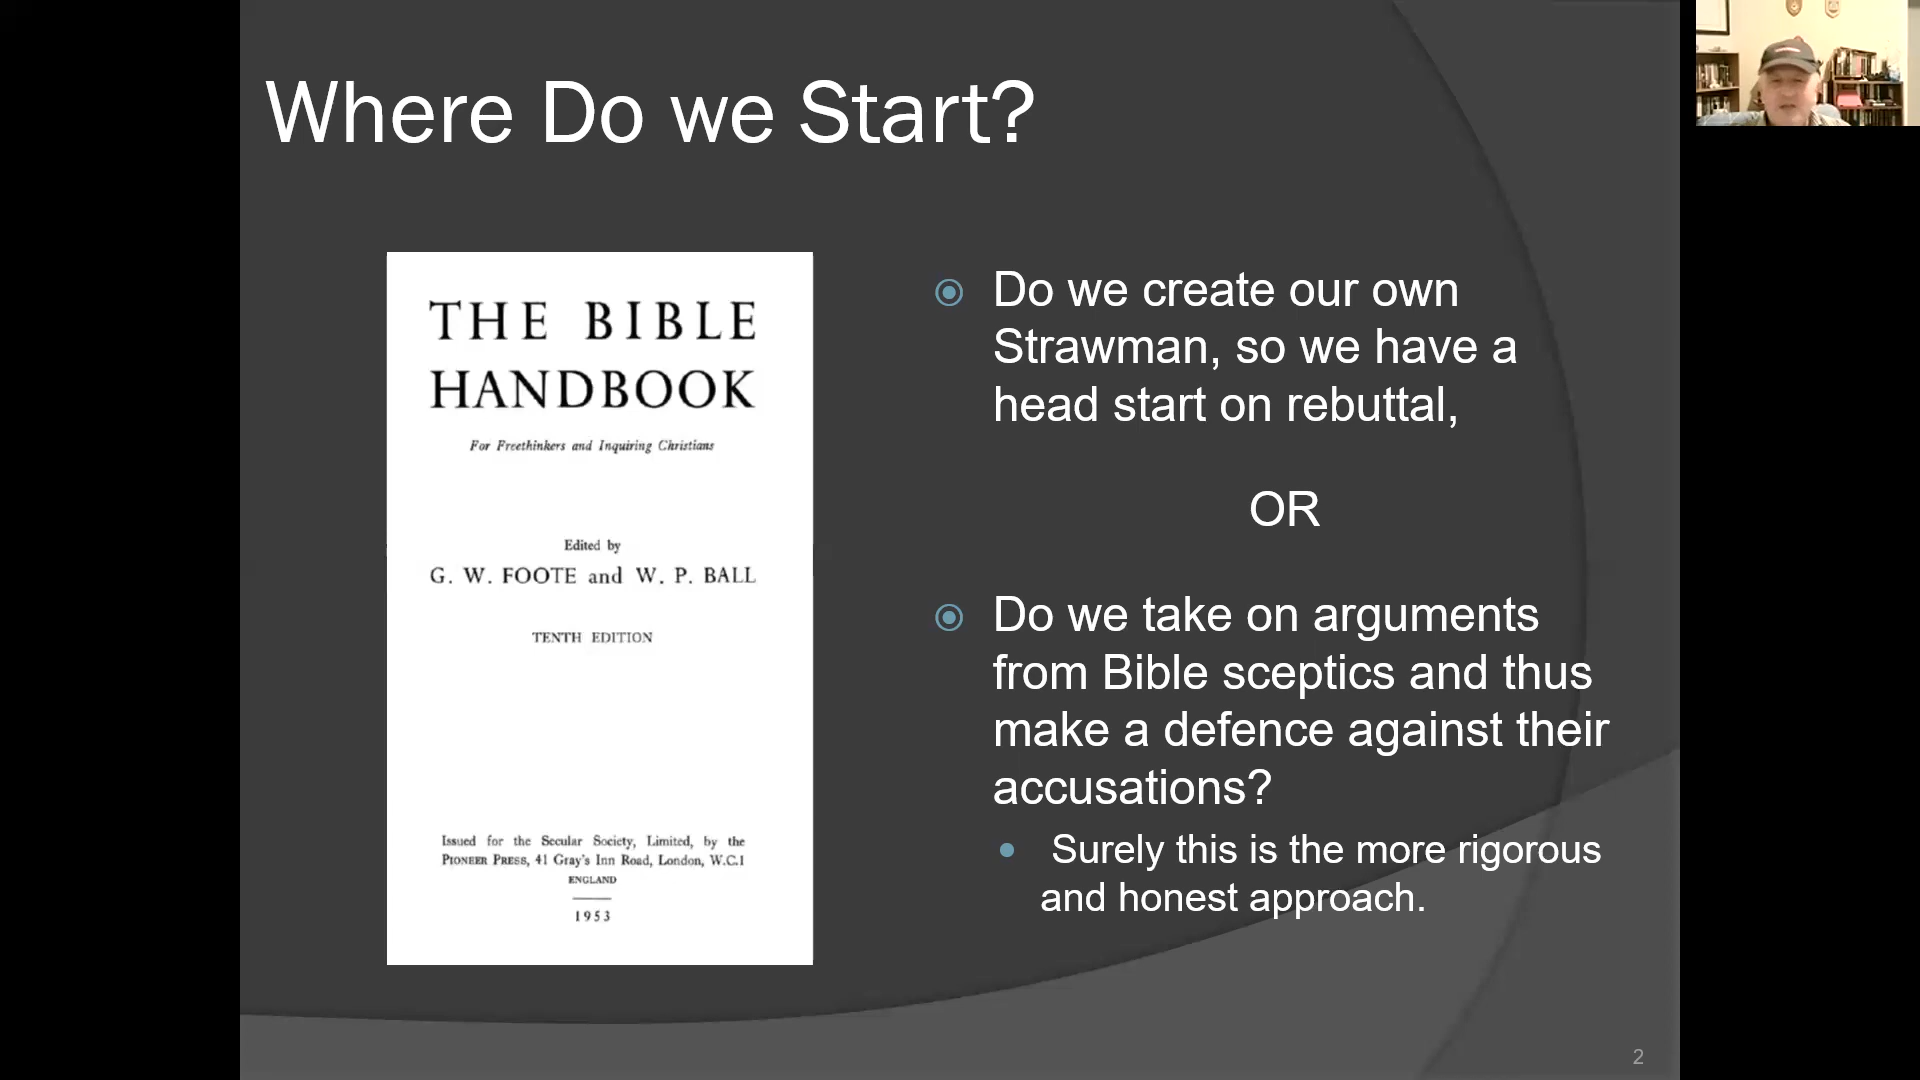 Where Do we Start?
THE BIBLE
HANDBOOK
For Freethinkers and Inquiring Christians
Edited by
G. W. FOOTE and W. P. BALL
TENTH EDITION
Issued for the Secular Society, Limited, by the
PIONEER PRESS, 41 Gray's Inn Road, London, W.C.1
ENGLAND
1953
Do we create our own
Strawman, so we have a
head start on rebuttal,
OR
Do we take on arguments
from Bible sceptics and thus
make a defence against their
accusations?
Surely this is the more rigorous
and honest approach.
2